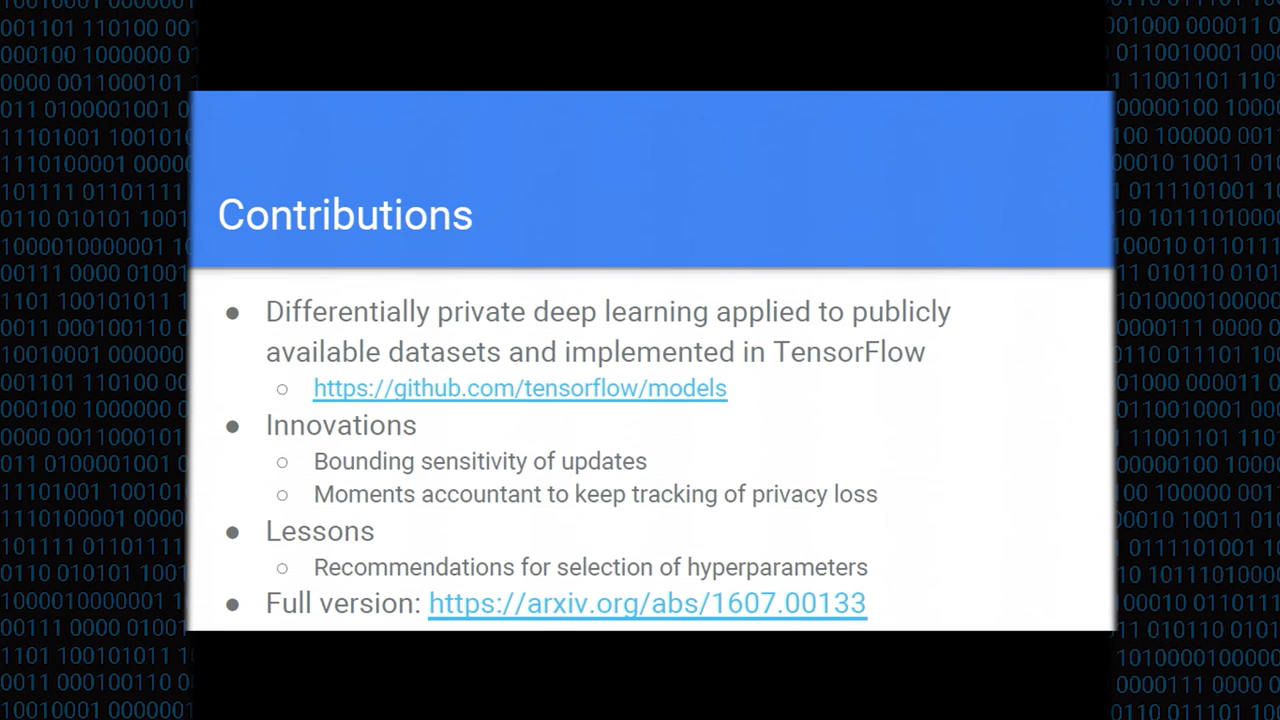 Contributions
● Differentially private deep learning applied to publicly
available datasets and implemented in TensorFlow
○ https://github.com/tensorflow/models
● Innovations
○ Bounding sensitivity of updates
○ Moments accountant to keep tracking of privacy loss
● Lessons
○ Recommendations for selection of hyperparameters
● Full version: https://arxiv.org/abs/1607.00133